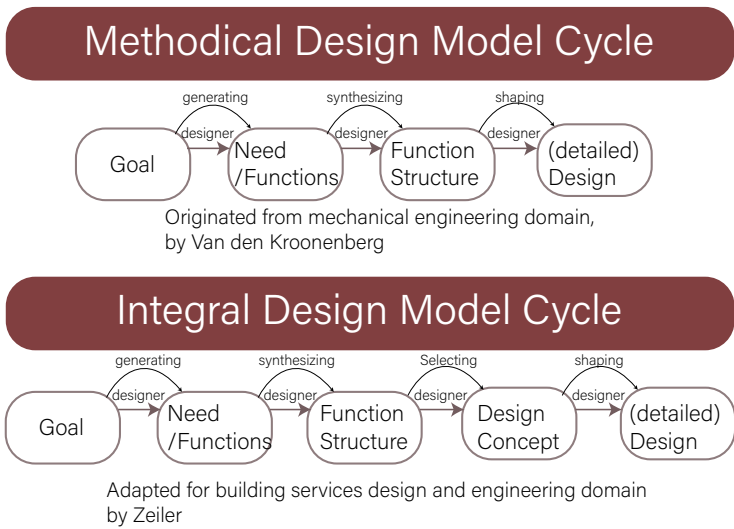 Methodical Design Model Cycle
generating synthesizing shaping
designer designer designer
Goal
Need
/Functions
Function
Structure
(detailed)
Design
Originated from mechanical engineering domain,
by Van den Kroonenberg
Integral Design Model Cycle
generating synthesizing Selecting shaping
designer designer designer designer
Goal
Need
/Functions
Function
Structure
Design
Concept
(detailed)
Design
Adapted for building services design and engineering domain
by Zeiler